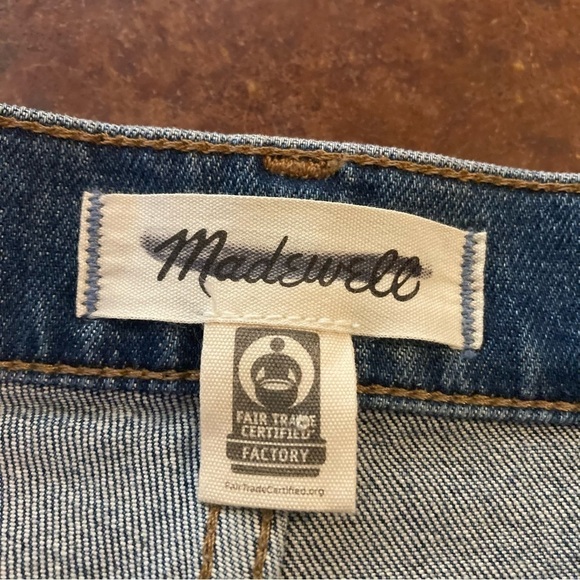 Madewell
FAIR TRADE
CERTIFIED
FACTORY
FairTradeCertified.org